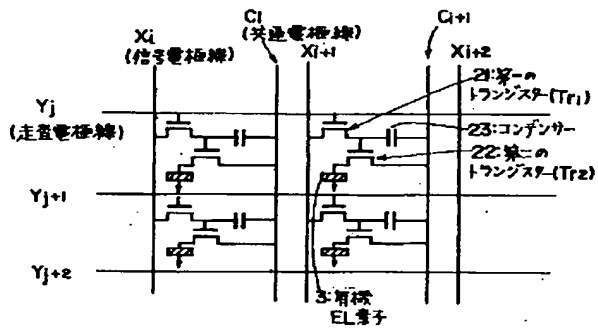 Xi
(信号電極線)
Ci
(共通電極線)
Xi+1
Ci+1
Xi+2
21:第一の
トランジスター(Tr1)
23:コンデンサー
22:第二の
トランジスター(Tr2)
Yj
(走査電極線)
Yj+1
Yj+2
3:有機
EL素子